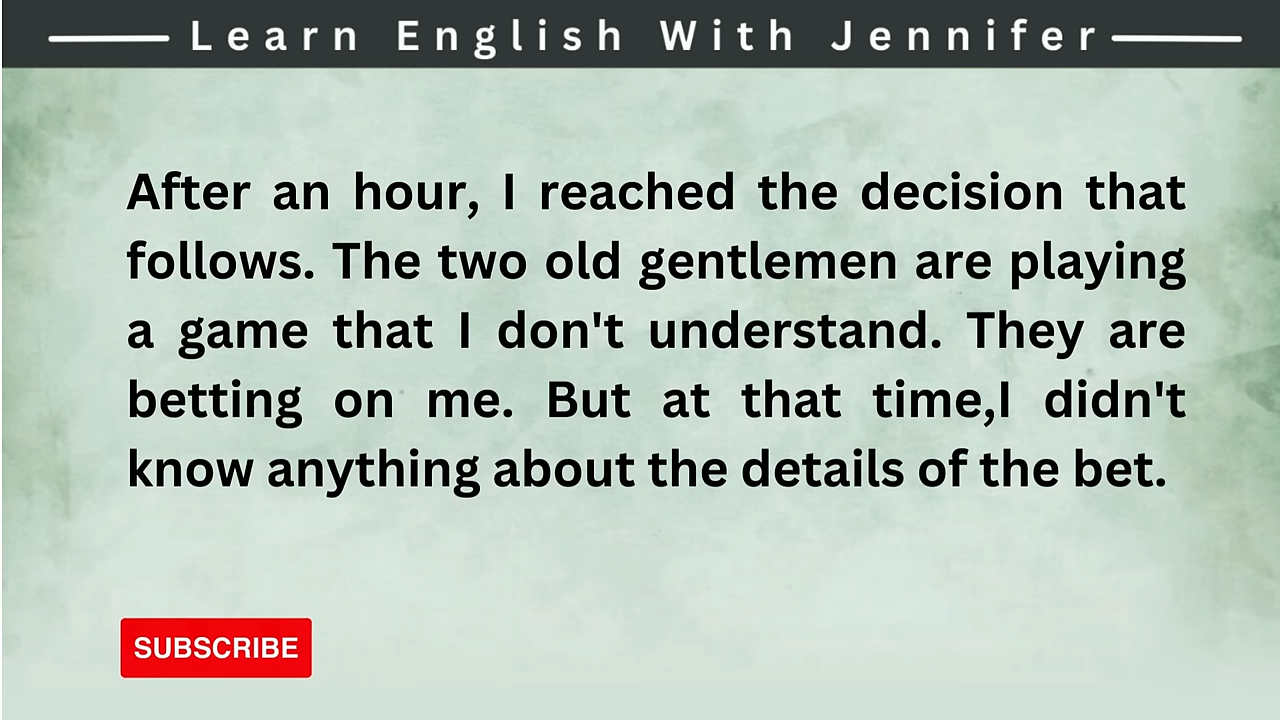 Learn English With Jennifer
After an hour, I reached the decision that
follows. The two old gentlemen are playing
a game that I don't understand. They are
betting on me. But at that time,I didn't
know anything about the details of the bet.
SUBSCRIBE